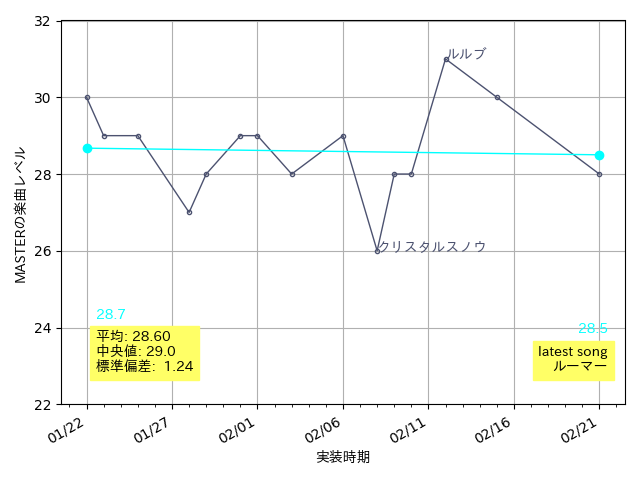 32
30
28
26
24
22
MASTERの楽曲レベル
ルルブ
クリスタルスノウ
28.7
平均: 28.60
中央値: 29.0
標準偏差: 1.24
28.5
latest song
ルーマー
01/22
01/27
02/01
02/06
02/11
02/16
02/21
実装時期